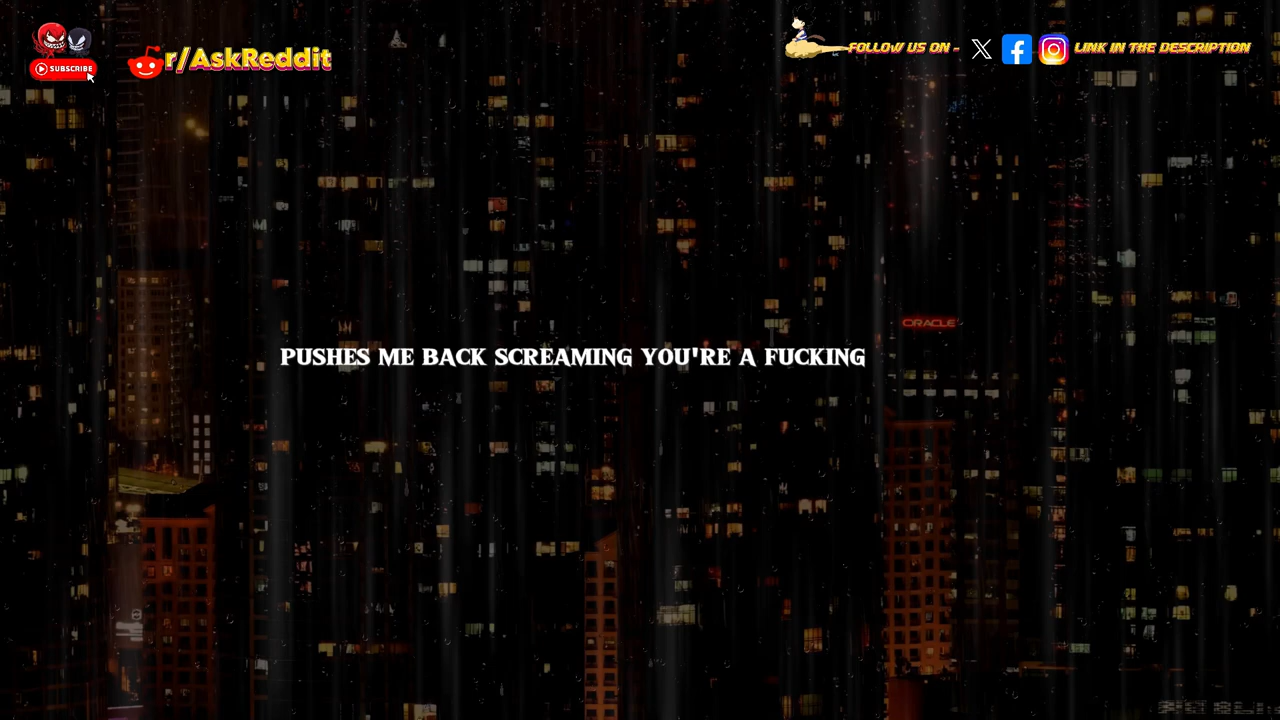 SUBSCRIBE
r/AskReddit
FOLLOW US ON -
LINK IN THE DESCRIPTION
ORACLE
PUSHES ME BACK SCREAMING YOU'RE A FUCKING